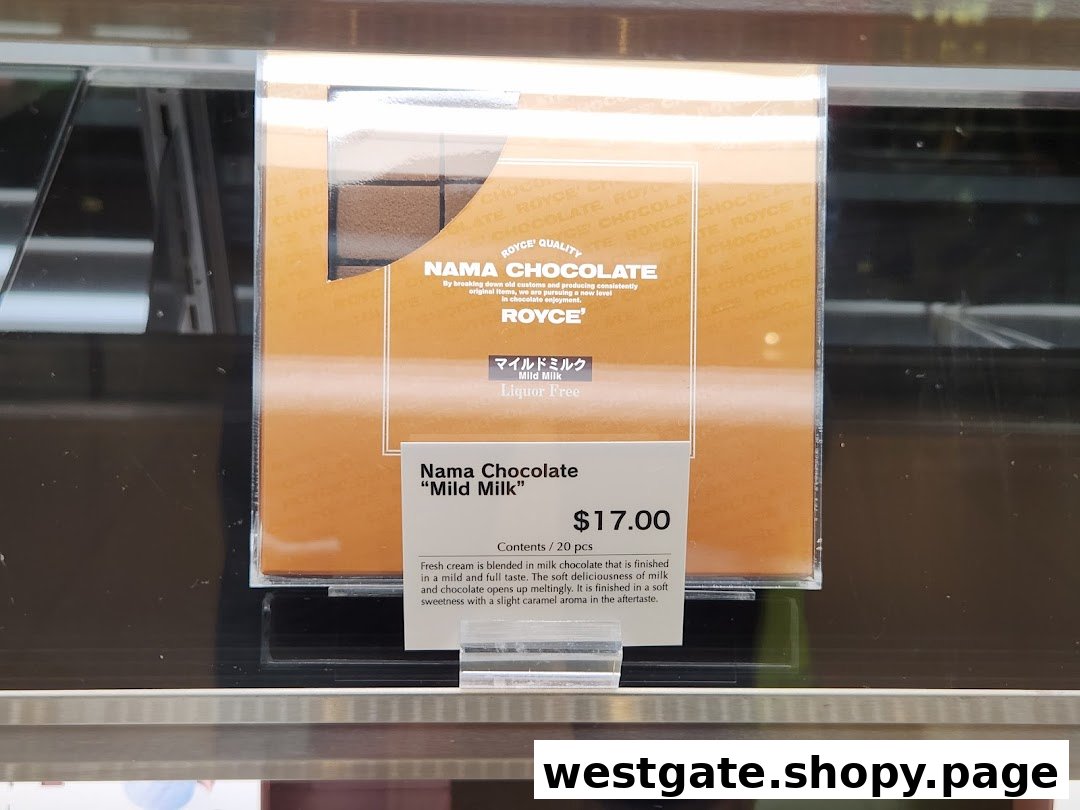 ROYCE' QUALITY
NAMA CHOCOLATE
By breaking down old customs and producing consistently
original items, we are pursuing a new level
in chocolate enjoyment.
ROYCE'
マイルドミルク
Mild Milk
Liquor Free
Nama Chocolate
“Mild Milk”
$17.00
Contents / 20 pcs
Fresh cream is blended in milk chocolate that is finished
in a mild and full taste. The soft deliciousness of milk
and chocolate opens up meltingly. It is finished in a soft
sweetness with a slight caramel aroma in the aftertaste.
westgate.shopy.page